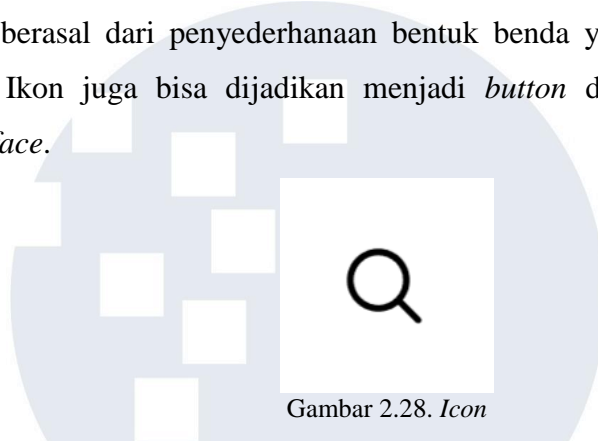 berasal dari penyederhanaan bentuk benda y
Ikon juga bisa dijadikan menjadi button d
face.
Gambar 2.28. Icon